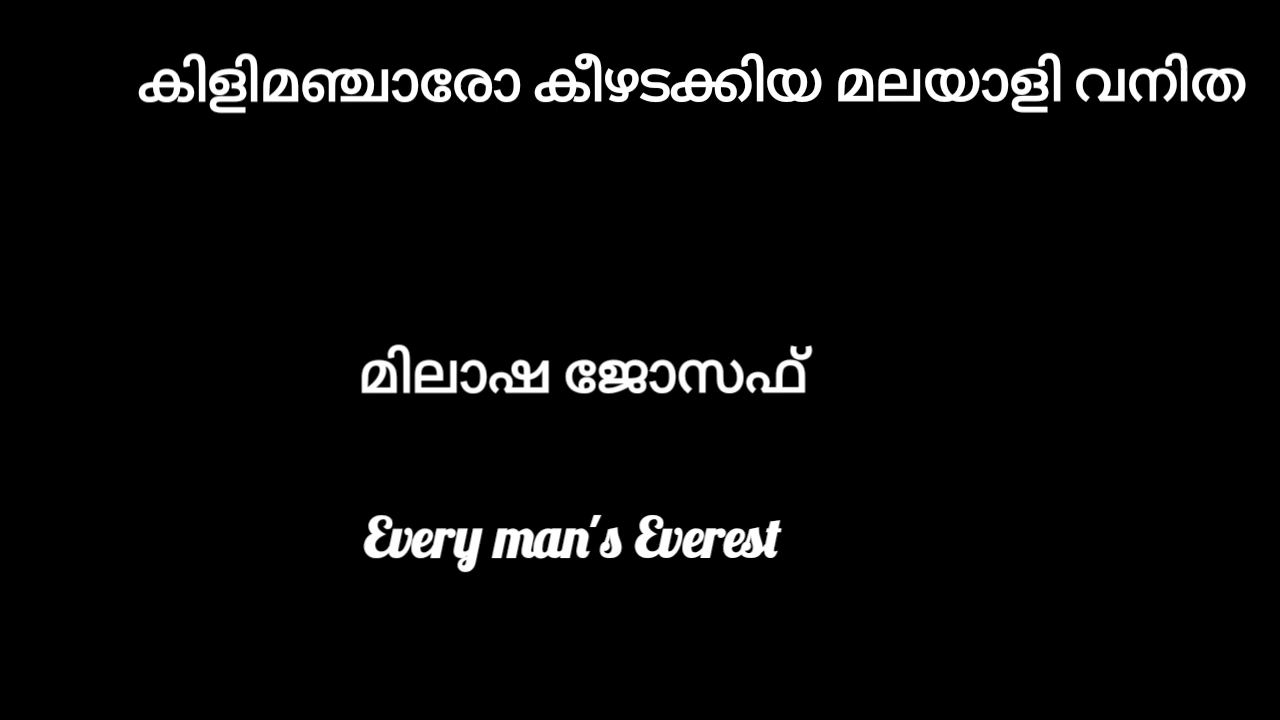 കിളിമഞ്ചാരോ കീഴടക്കിയ മലയാളി വനിത
മിലാഷ ജോസഫ്
Every man's Everest